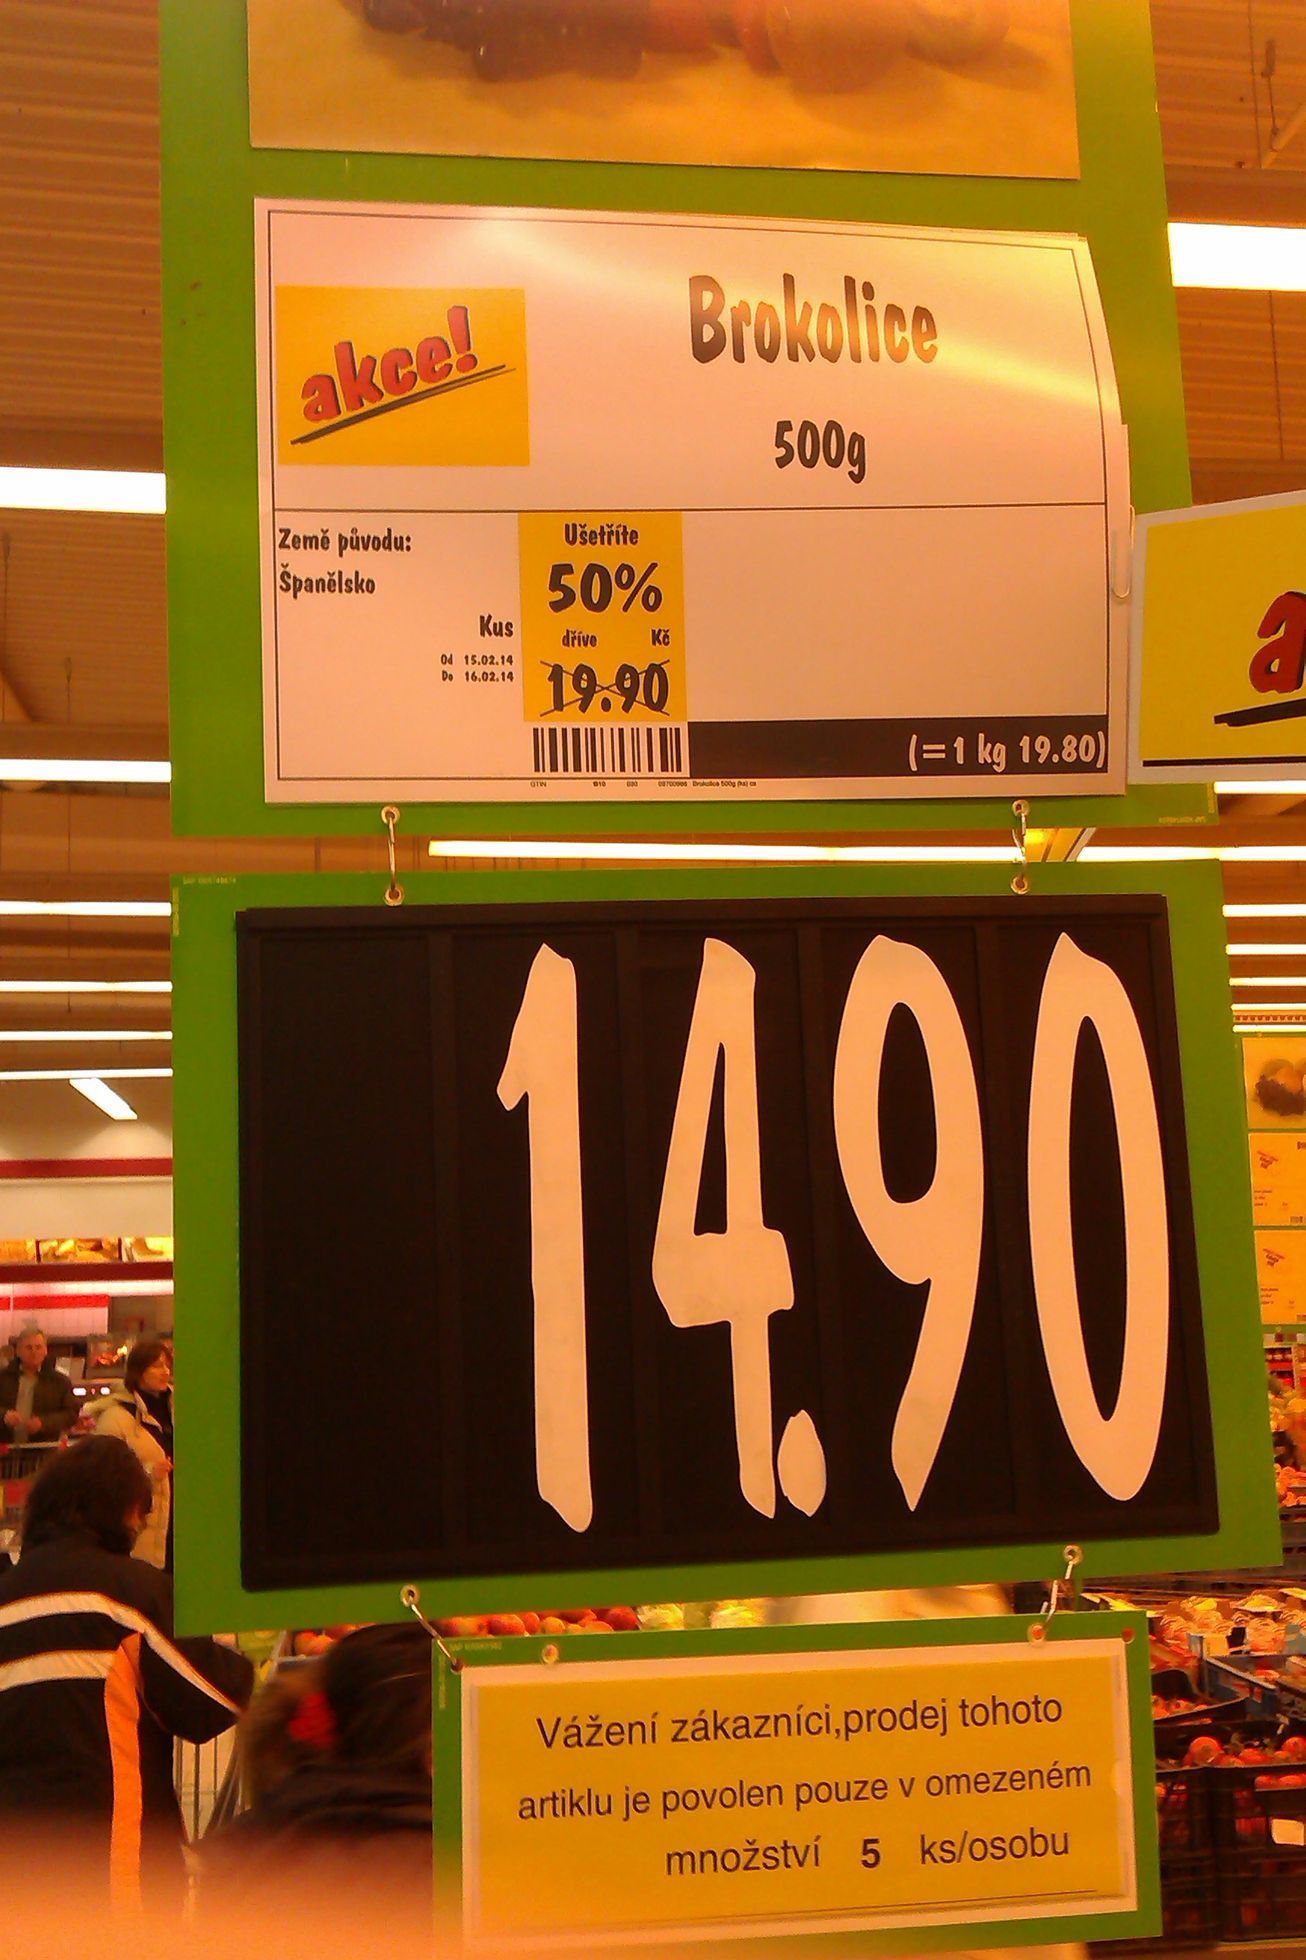 akce!
Brokolice
500g
Země původu:
Španělsko
Kus
Od 15.02.14
Do 16.02.14
Ušetříte
50%
dříve Kč
19.90
(=1 kg 19.80)
14.90
Vážení zákazníci,prodej tohoto
artiklu je povolen pouze v omezeném
množství 5 ks/osobu